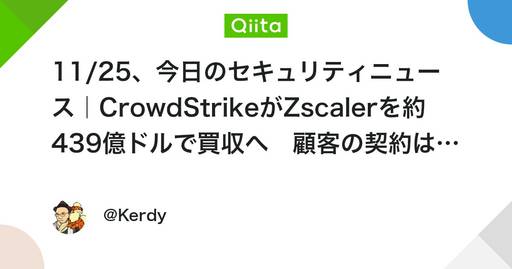 Qiita
11/25、今日のセキュリティニュー
ス｜CrowdStrikeがZscalerを約
439億ドルで買収へ　顧客の契約は…
@Kerdy